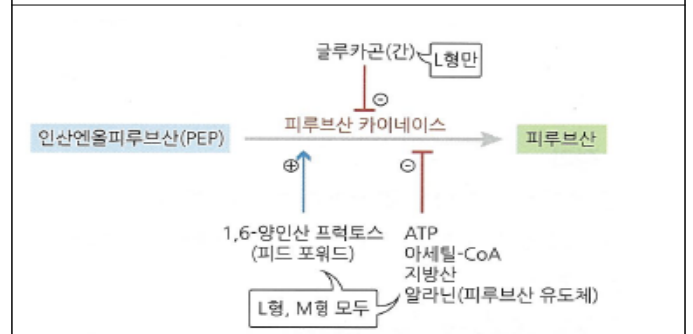 글루카곤(간)
L형만
⊖
피루브산 카이네이스
인산엔올피루브산(PEP)
피루브산
⊕
⊖
1,6-양인산 프럭토스
(피드 포워드)
ATP
아세틸-CoA
지방산
알라닌(피루브산 유도체)
L형, M형 모두